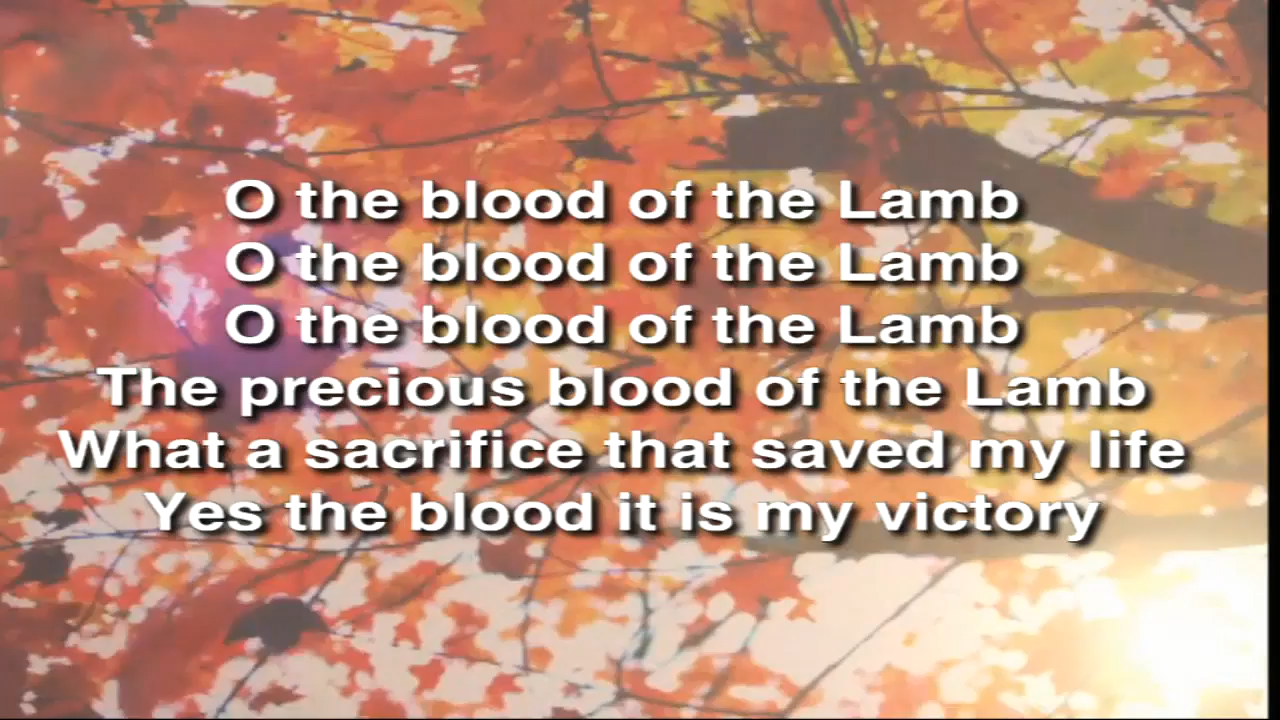 O the blood of the Lamb
O the blood of the Lamb
O the blood of the Lamb
The precious blood of the Lamb
What a sacrifice that saved my life
Yes the blood it is my victory